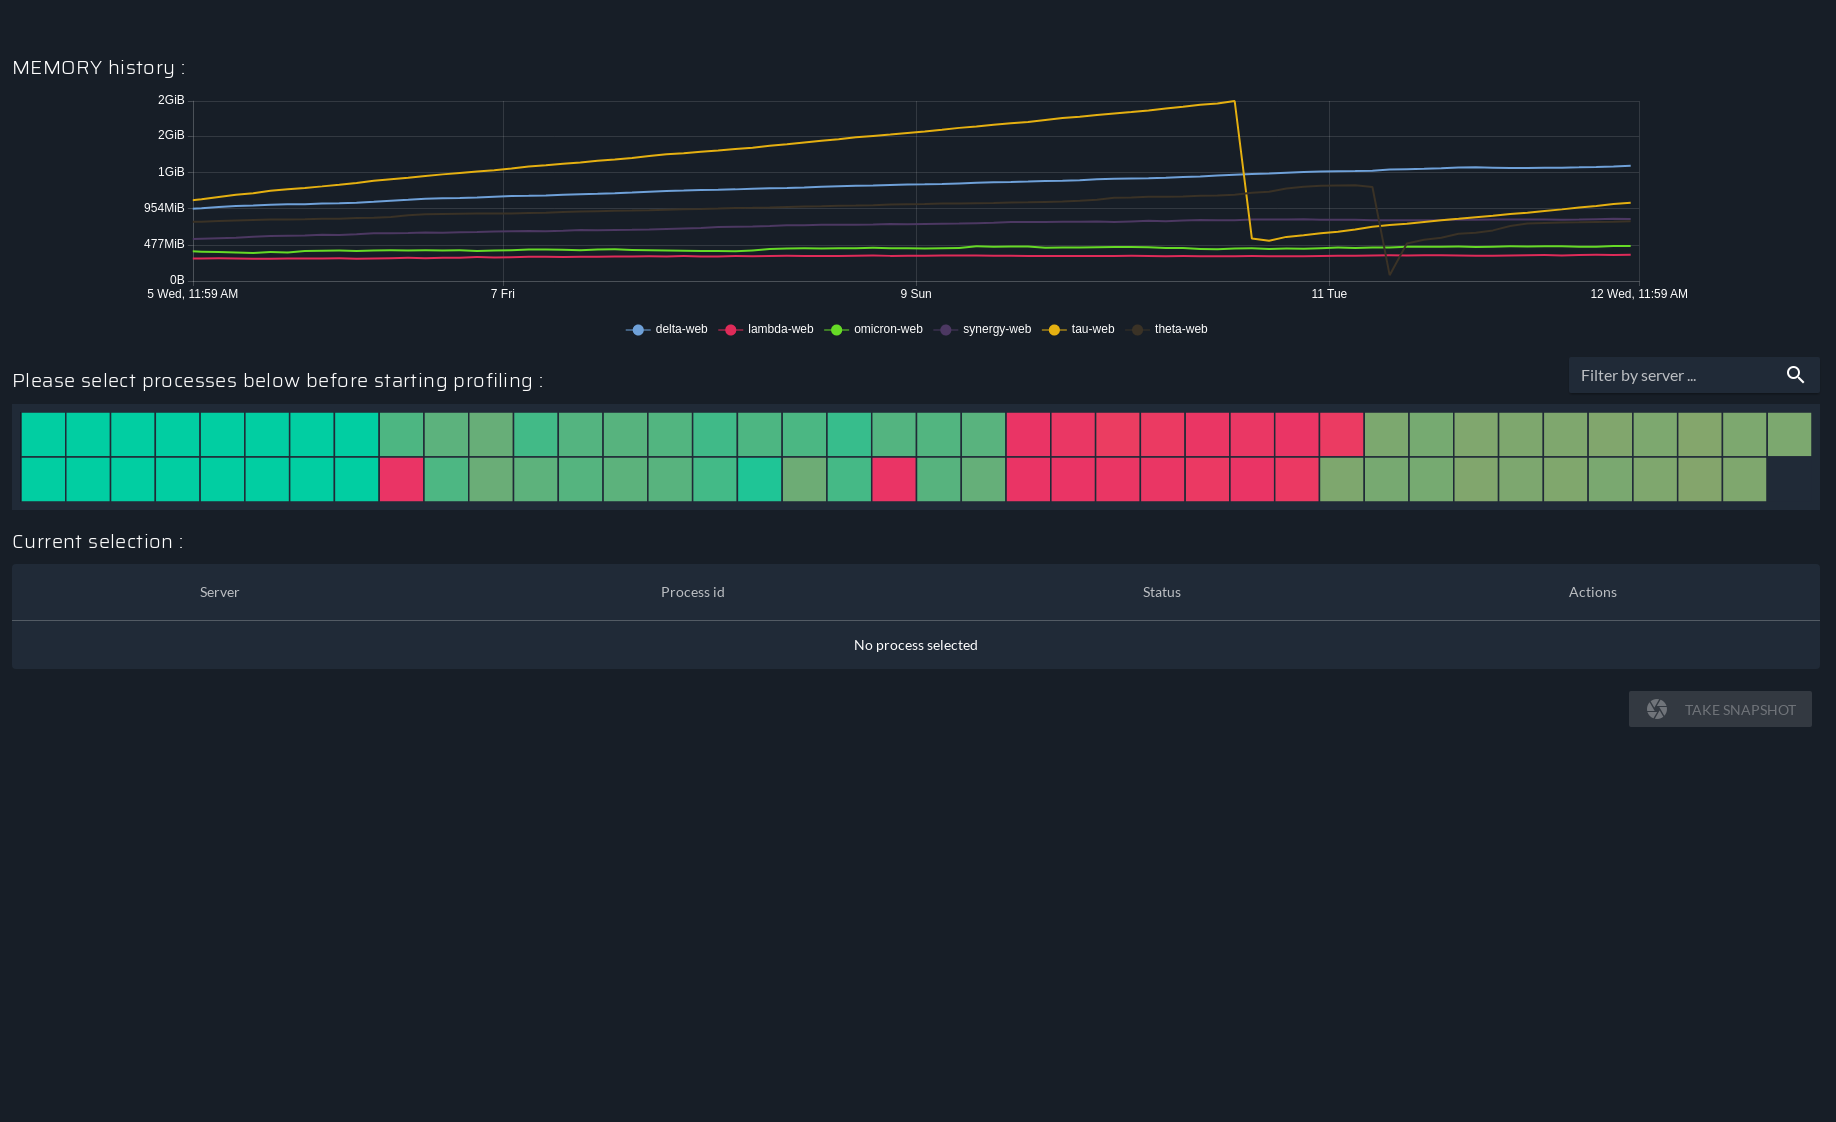 MEMORY history :
2GiB
2GiB
1GiB
954MiB
477MiB
0B
5 Wed, 11:59 AM 7 Fri 9 Sun 11 Tue 12 Wed, 11:59 AM
delta-web lambda-web omicron-web synergy-web tau-web theta-web
Please select processes below before starting profiling :
Filter by server ...
Current selection :
Server Process id Status Actions
No process selected
TAKE SNAPSHOT